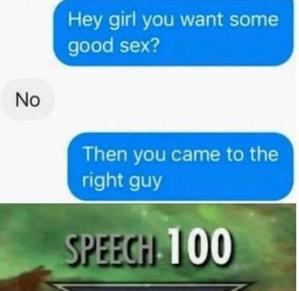 Hey girl you want some
good sex?
No
Then you came to the
right guy
SPEECH 100